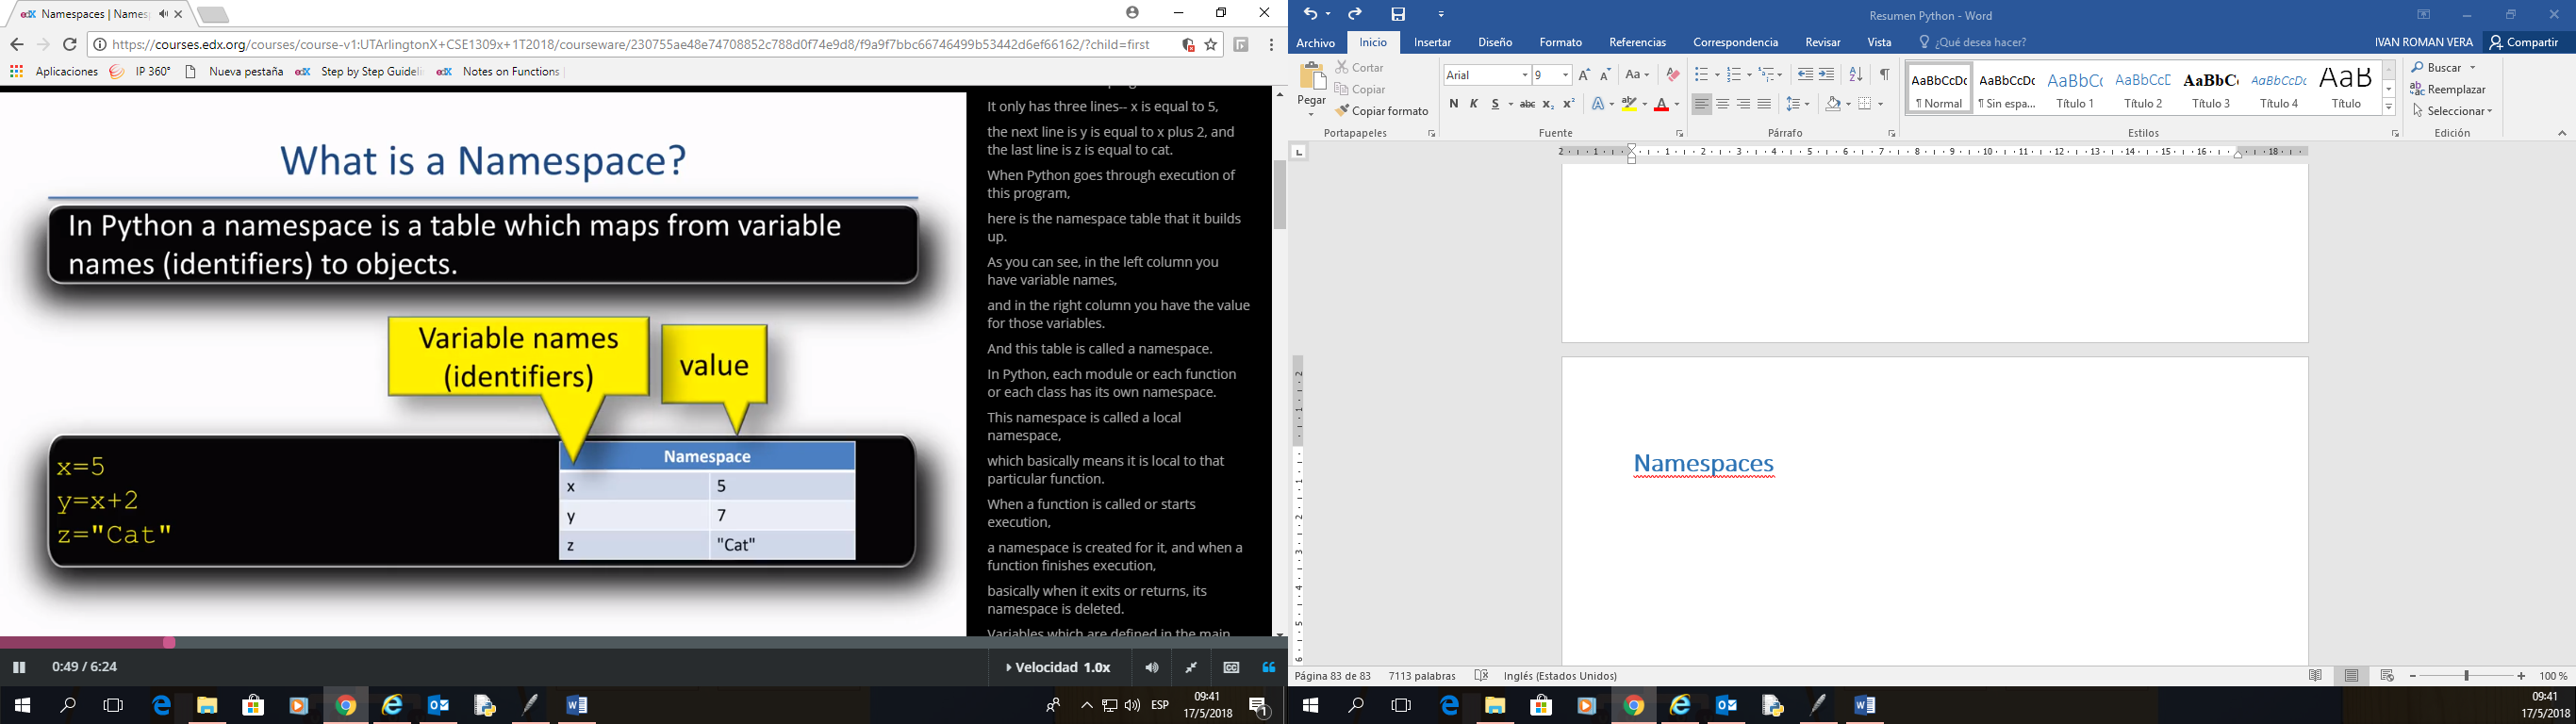 Namespaces | Names
https://courses.edx.org/courses/course-v1:UTArlingtonX+CSE1309x+1T2018/courseware/230755ae48e74708852c788d0f74e9d8/f9a9f7bbc66746499b53442d6ef66162/?child=first
Aplicaciones IP 360° Nueva pestaña Step by Step Guideli Notes on Functions
What is a Namespace?
In Python a namespace is a table which maps from variable
names (identifiers) to objects.
Variable names
(identifiers)
value
x=5
y=x+2
z="Cat"
Namespace
x 5
y 7
z "Cat"
It only has three lines-- x is equal to 5,
the next line is y is equal to x plus 2, and
the last line is z is equal to cat.
When Python goes through execution of
this program,
here is the namespace table that it builds
up.
As you can see, in the left column you
have variable names,
and in the right column you have the value
for those variables.
And this table is called a namespace.
In Python, each module or each function
or each class has its own namespace.
This namespace is called a local
namespace,
which basically means it is local to that
particular function.
When a function is called or starts
execution,
a namespace is created for it, and when a
function finishes execution,
basically when it exits or returns, its
namespace is deleted.
Variables which are defined in the main
0:49 / 6:24
Velocidad 1.0x
ESP
09:41
17/5/2018
Resumen Python - Word
Archivo Inicio Insertar Diseño Formato Referencias Correspondencia Revisar Vista ¿Qué desea hacer? IVAN ROMAN VERA Compartir
Pegar
Cortar
Copiar
Copiar formato
Portapapeles
Arial 9
N K S abc x₂ x²
Fuente
Párrafo
AaBbCcDc AaBbCcDc AaBbCc AaBbCcE AaBbC AaBbCcDc AaB
¶ Normal ¶ Sin espa... Título 1 Título 2 Título 3 Título 4 Título
Estilos
Buscar
Reemplazar
Seleccionar
Edición
Namespaces
Página 83 de 83 7113 palabras Inglés (Estados Unidos) 100 %
09:41
17/5/2018